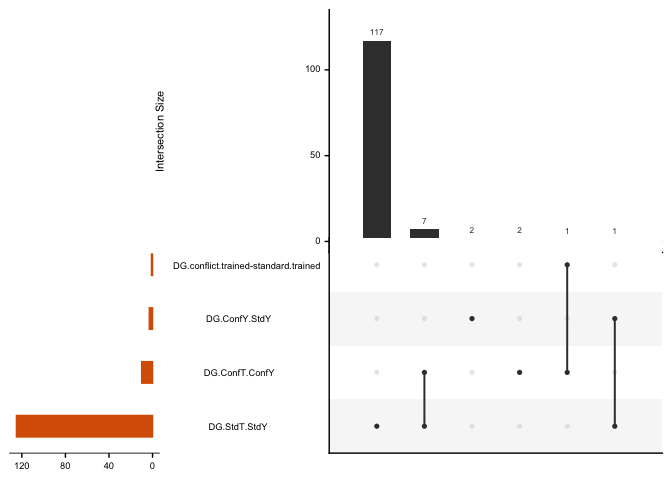 117
100
Intersection Size
50
7
2
2
1
1
0
DG.conflict.trained-standard.trained
DG.ConfY.StdY
DG.ConfT.ConfY
DG.StdT.StdY
120
80
40
0